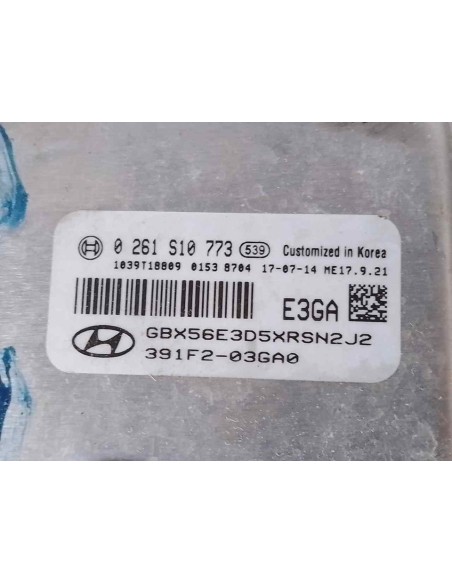 0 261 S10 773 539 Customized in Korea
1039T18809 0153 8704 17-07-14 ME17.9.21
E3GA
GBX56E3D5XRSN2J2
391F2-03GA0